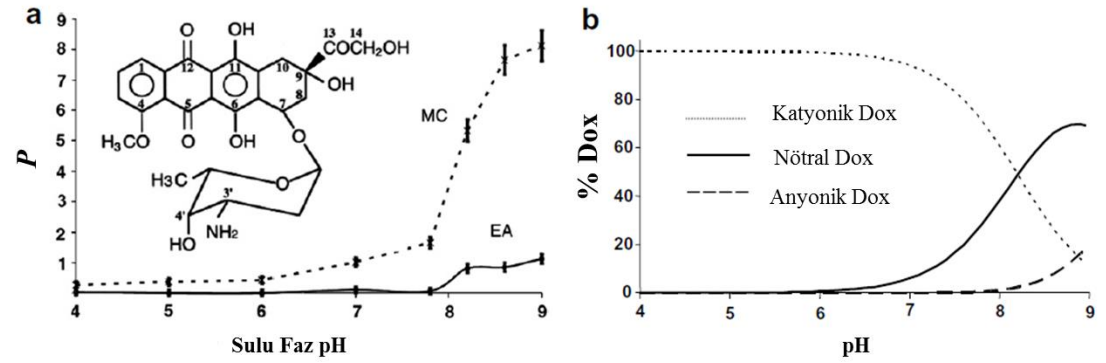 a
9
8
7
6
5
4
3
2
1
P
4 5 6 7 8 9
Sulu Faz pH
MC
EA
O OH
13 14
COCH₂OH
12 11 10
1 9
OH
8
4 5 6 7
H₃CO O OH
O
H3C
O
3'
4'
NH₂
HO
b
100
80
60
40
20
0
% Dox
Katyonik Dox
Nötral Dox
Anyonik Dox
4 5 6 7 8 9
pH